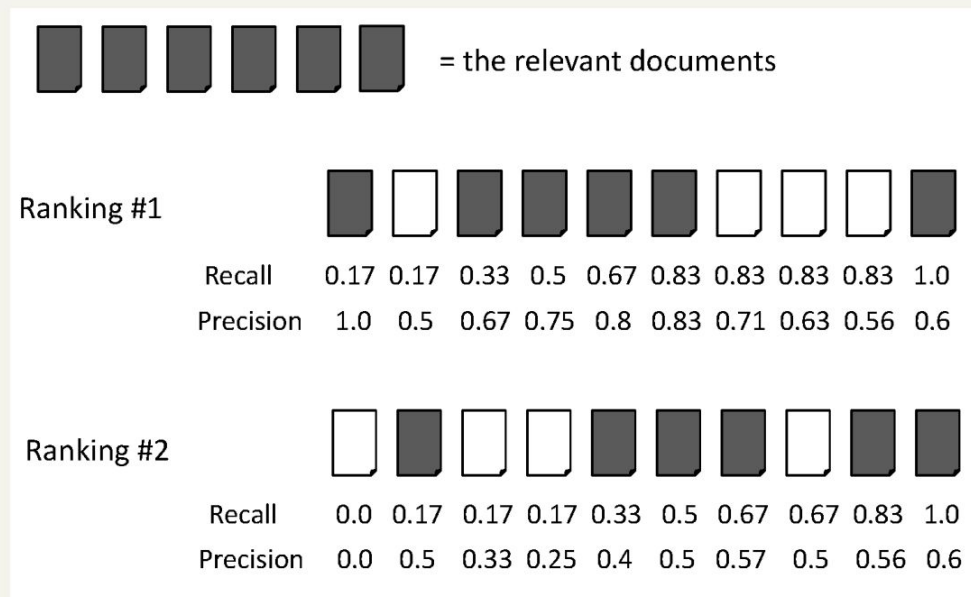 = the relevant documents
Ranking #1
Recall 0.17 0.17 0.33 0.5 0.67 0.83 0.83 0.83 0.83 1.0
Precision 1.0 0.5 0.67 0.75 0.8 0.83 0.71 0.63 0.56 0.6
Ranking #2
Recall 0.0 0.17 0.17 0.17 0.33 0.5 0.67 0.67 0.83 1.0
Precision 0.0 0.5 0.33 0.25 0.4 0.5 0.57 0.5 0.56 0.6